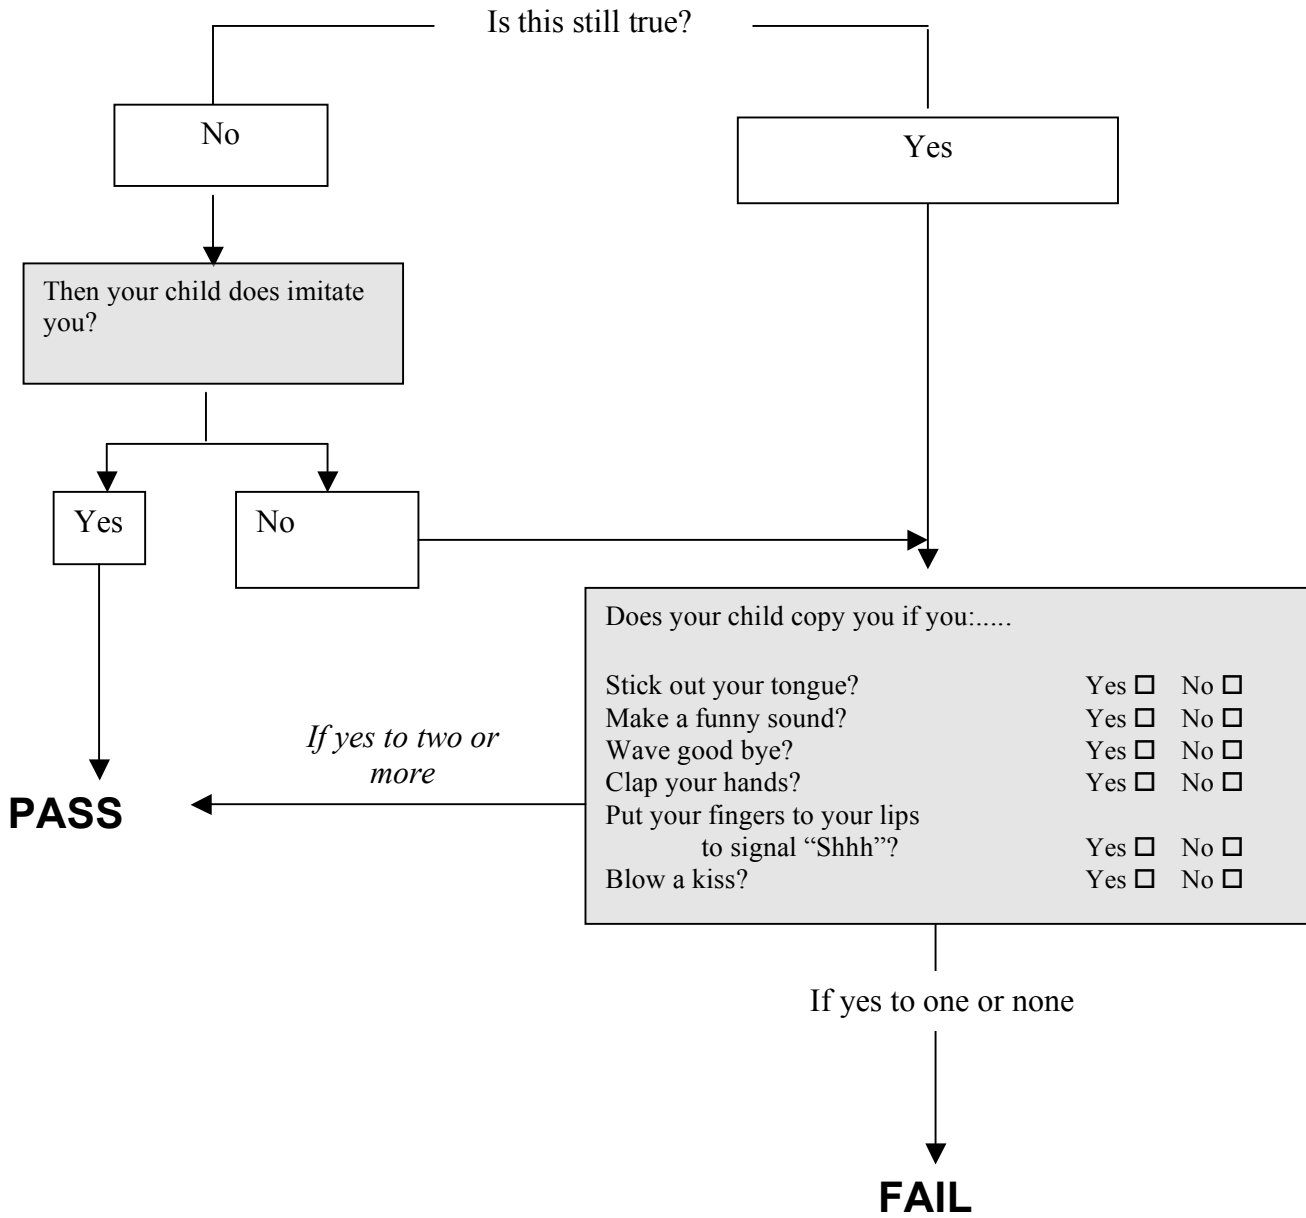 Is this still true?
No
Yes
Then your child does imitate
you?
Yes
No
Does your child copy you if you:.....
Stick out your tongue? Yes □ No □
Make a funny sound? Yes □ No □
Wave good bye? Yes □ No □
Clap your hands? Yes □ No □
Put your fingers to your lips
to signal “Shhh”? Yes □ No □
Blow a kiss? Yes □ No □
If yes to two or
more
PASS
If yes to one or none
FAIL